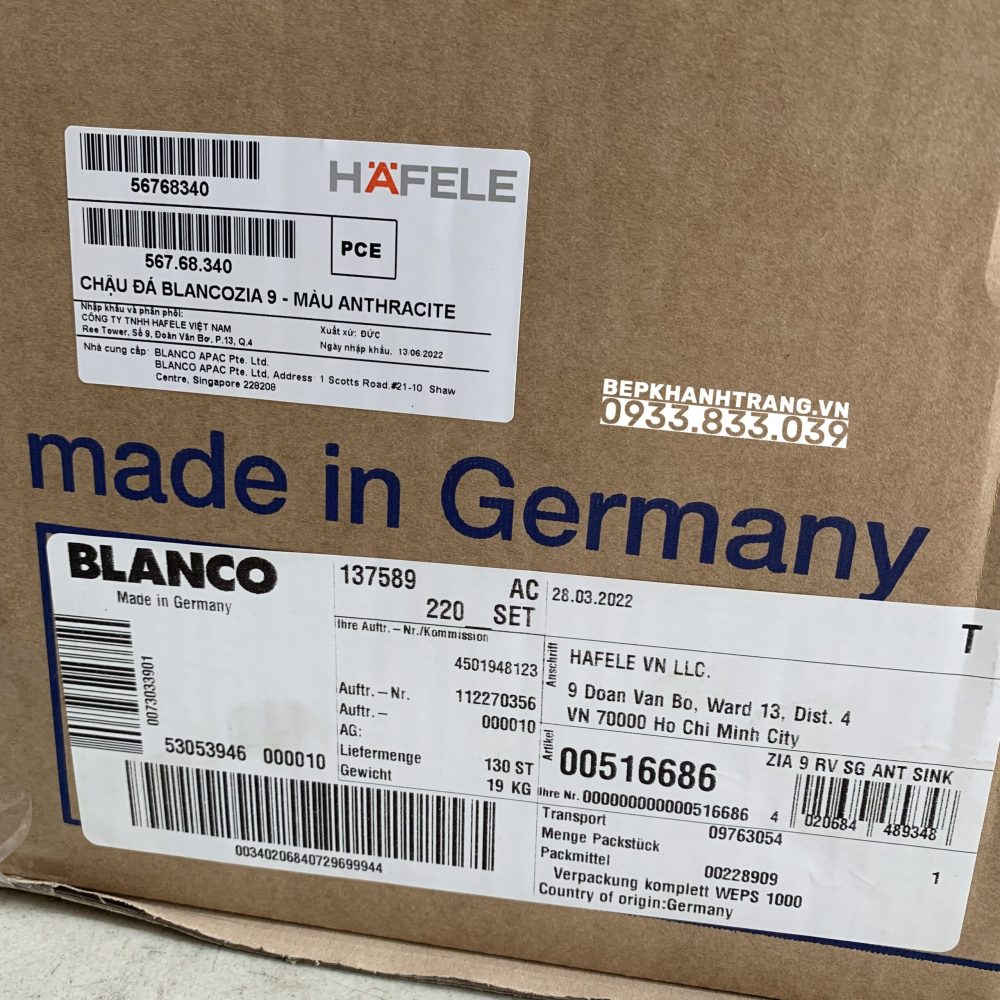 56768340
HÄFELE
567.68.340
PCE
CHẬU ĐÁ BLANCOZIA 9 - MÀU ANTHRACITE
Nhập khẩu và phân phối:
CÔNG TY TNHH HAFELE VIỆT NAM
Ree Tower, Số 9, Đoàn Văn Bơ, P.13, Q.4
Xuất xứ: ĐỨC
Ngày nhập khẩu. 13/06/2022
Nhà cung cấp: BLANCO APAC Pte. Ltd.
BLANCO APAC Pte. Ltd, Address 1 Scotts Road.#21-10 Shaw
Centre, Singapore 228208
BEPKHANHTRANG.VN
0933.833.039
made in Germany
BLANCO
Made in Germany
0073033901
53053946 000010
00340206840729699944
137589 AC
220__SET
Ihre Auftr.-Nr./Kommission
4501948123
Auftr.-Nr. 112270356
Auftr.- 000010
AG:
Liefermenge 130 ST
Gewicht 19 KG
28.03.2022
T
Anschrift
HAFELE VN LLC.
9 Doan Van Bo, Ward 13, Dist. 4
VN 70000 Ho Chi Minh City
Artikel
00516686
ZIA 9 RV SG ANT SINK
Ihre Nr. 000000000000516686
4 020684 489348
Transport
Menge Packstück 09763054
Packmittel 00228909 1
Verpackung komplett WEPS 1000
Country of origin:Germany